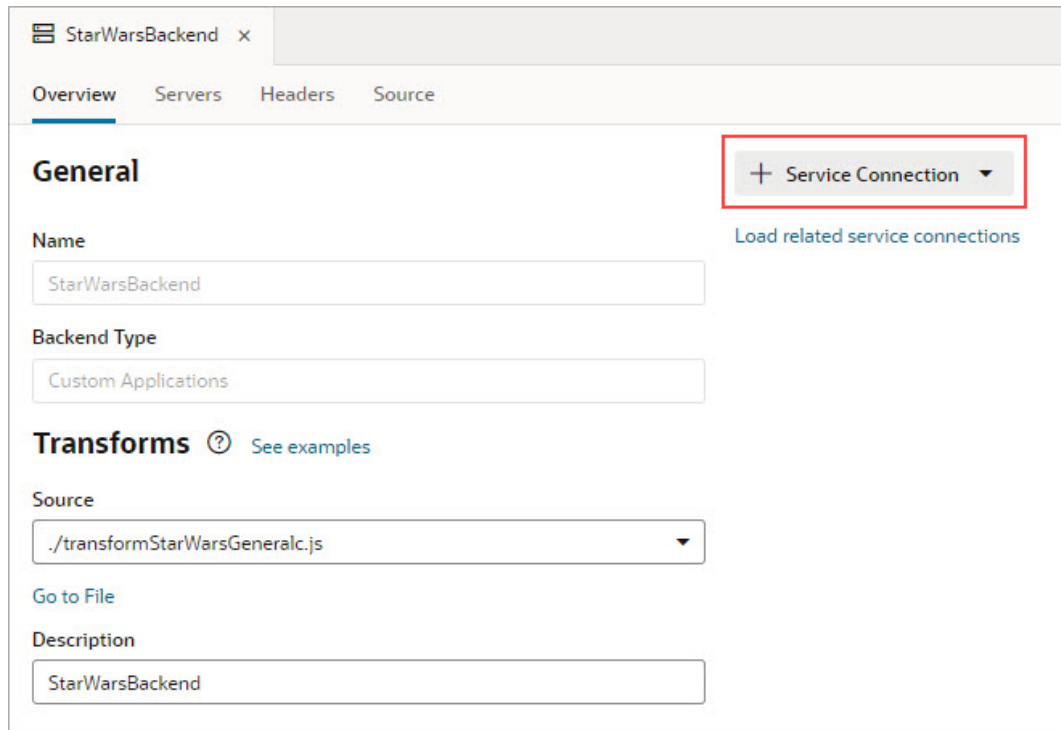 StarWarsBackend ×
Overview Servers Headers Source
General
+ Service Connection
Load related service connections
Name
StarWarsBackend
Backend Type
Custom Applications
Transforms ? See examples
Source
./transformStarWarsGeneralc.js
Go to File
Description
StarWarsBackend